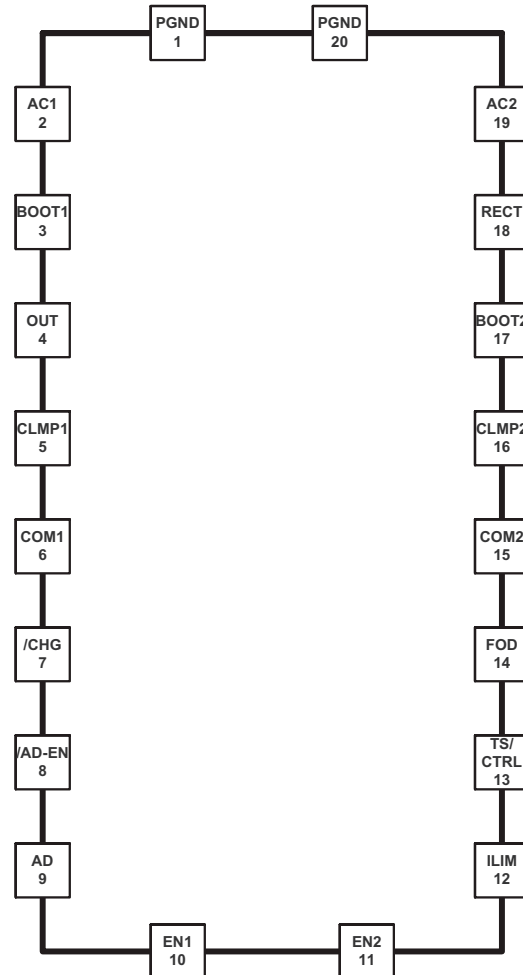 PGND
1
PGND
20
AC1
2
AC2
19
BOOT1
3
RECT
18
OUT
4
BOOT2
17
CLMP1
5
CLMP2
16
COM1
6
COM2
15
/CHG
7
FOD
14
/AD-EN
8
TS/
CTRL
13
AD
9
ILIM
12
EN1
10
EN2
11